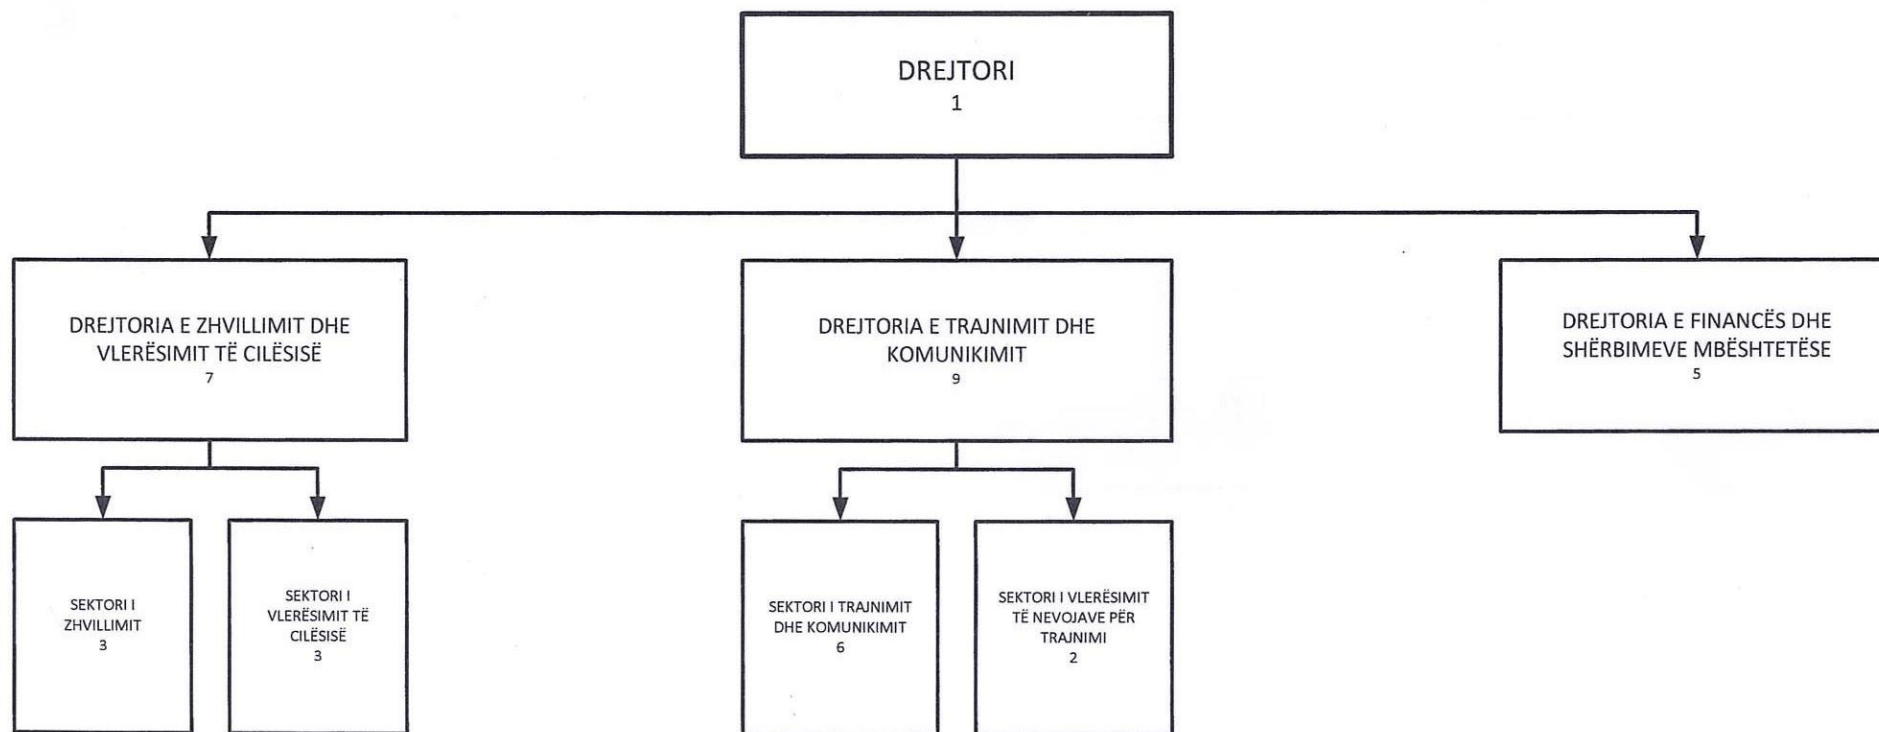 DREJTORI
1
DREJTORIA E ZHVILLIMIT DHE
VLERËSIMIT TË CILËSISË
7
DREJTORIA E TRAJNIMIT DHE
KOMUNIKIMIT
9
DREJTORIA E FINANCËS DHE
SHËRBIMEVE MBËSHTETËSE
5
SEKTORI I
ZHVILLIMIT
3
SEKTORI I
VLERËSIMIT TË
CILËSISË
3
SEKTORI I TRAJNIMIT
DHE KOMUNIKIMIT
6
SEKTORI I VLERËSIMIT
TË NEVOJAVE PËR
TRAJNIMI
2